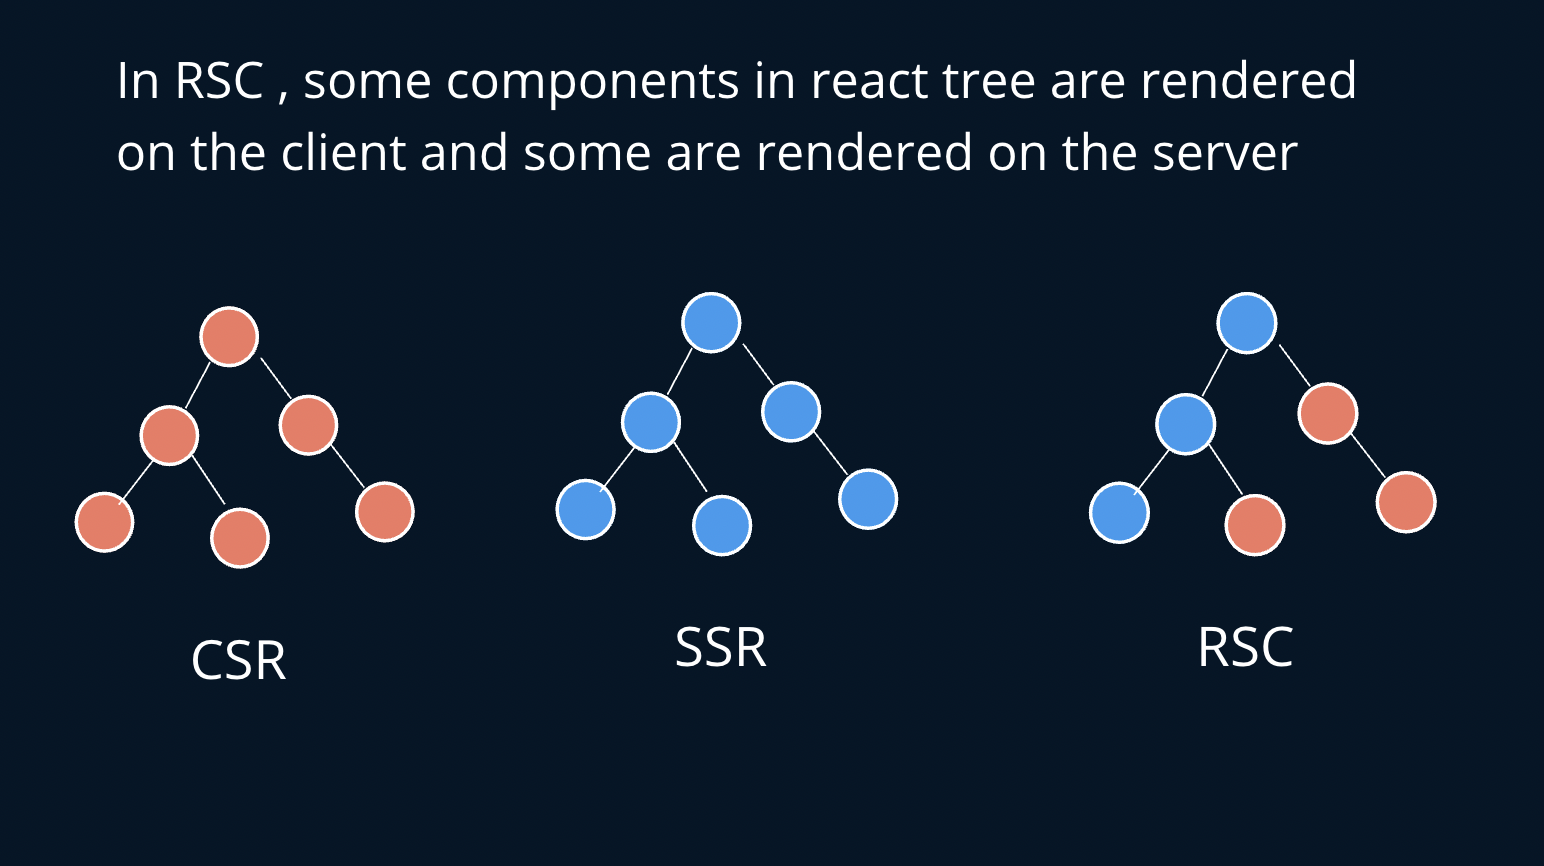 In RSC , some components in react tree are rendered
on the client and some are rendered on the server
CSR
SSR
RSC